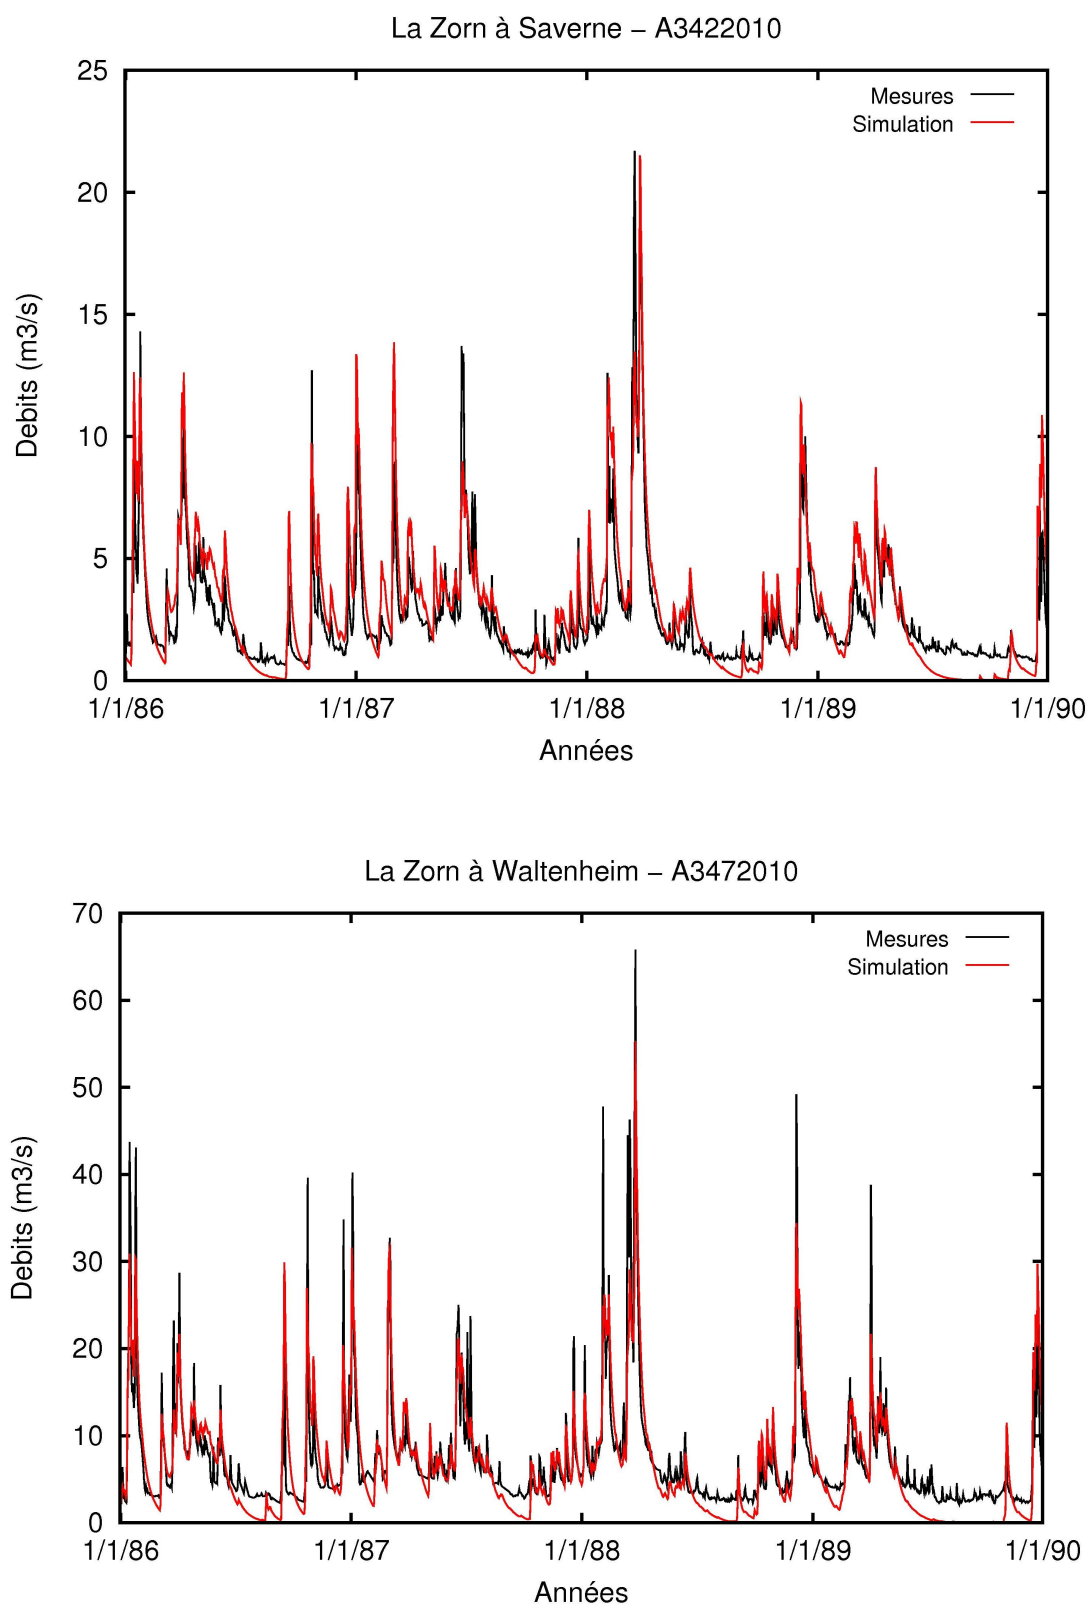 La Zorn à Saverne – A3422010
25
Mesures
Simulation
20
15
10
5
0
Debits (m3/s)
1/1/86 1/1/87 1/1/88 1/1/89 1/1/90
Années
La Zorn à Waltenheim – A3472010
70
Mesures
Simulation
60
50
40
30
20
10
0
Debits (m3/s)
1/1/86 1/1/87 1/1/88 1/1/89 1/1/90
Années